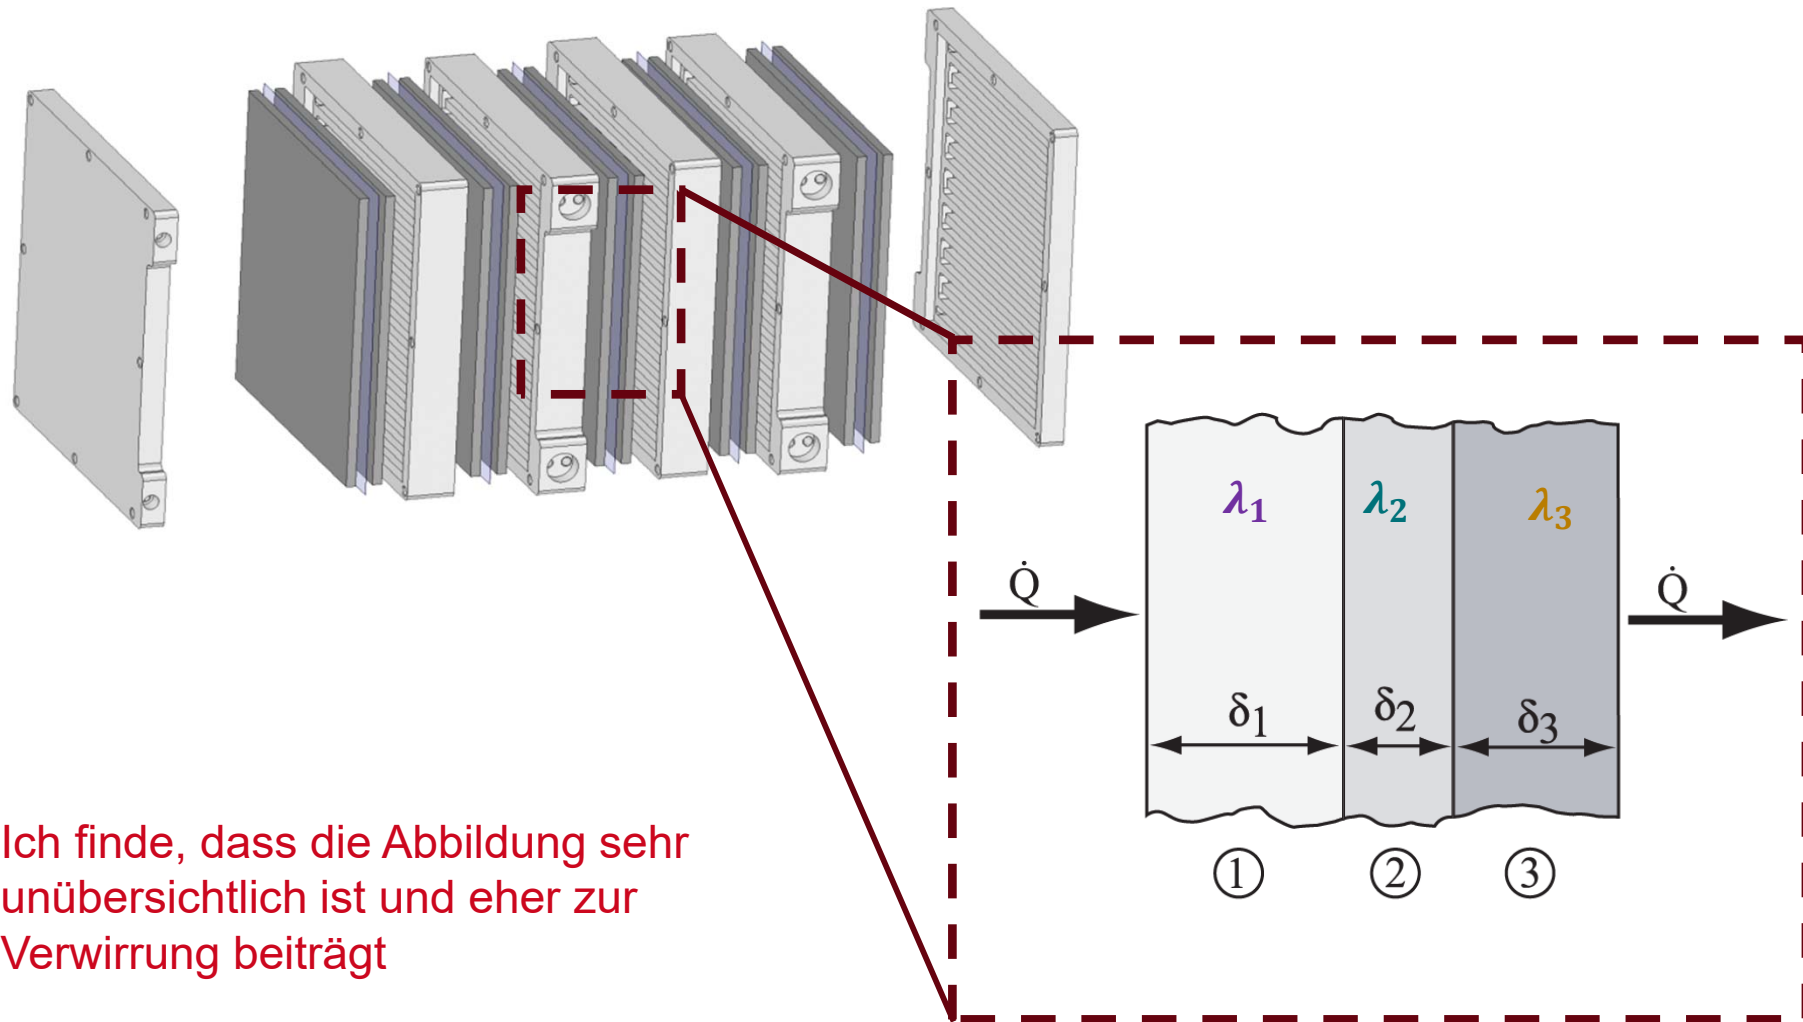 λ₁ λ₂ λ₃
Q̇ Q̇
δ₁ δ₂ δ₃
① ② ③
Ich finde, dass die Abbildung sehr
unübersichtlich ist und eher zur
Verwirrung beiträgt